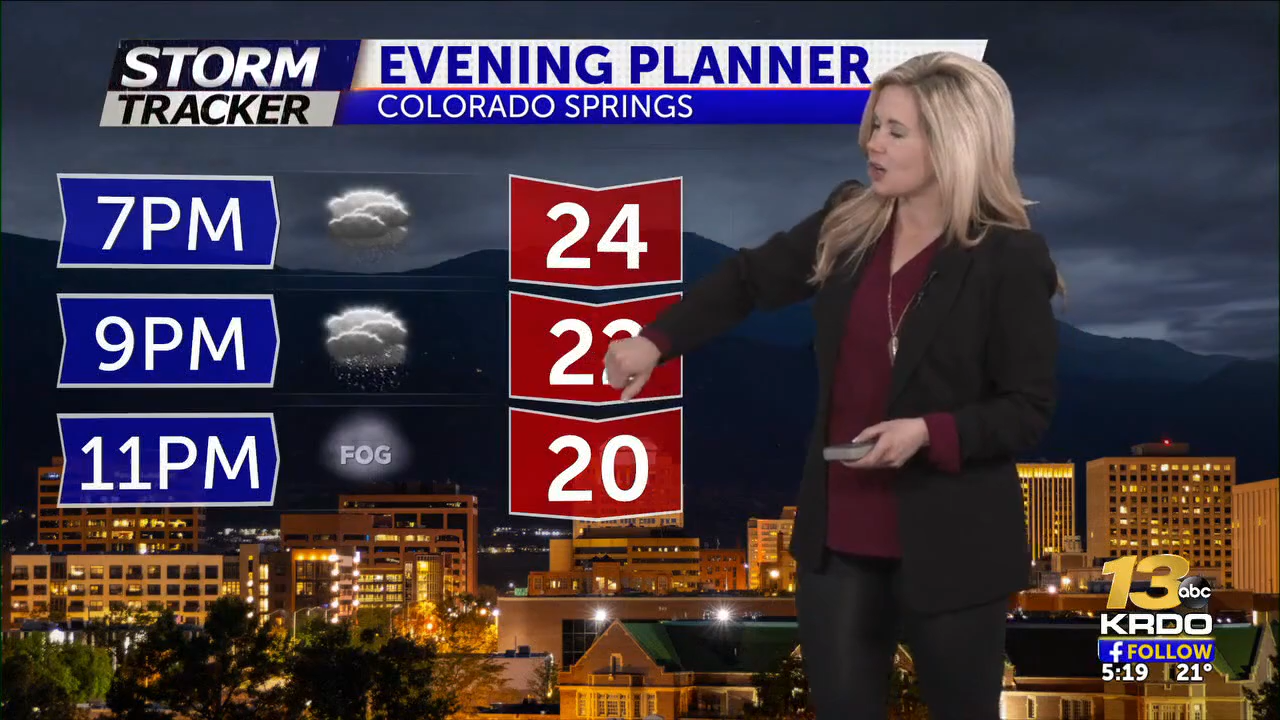 STORM
TRACKER
EVENING PLANNER
COLORADO SPRINGS
7PM
24
9PM
22
11PM
FOG
20
13 abc
KRDO
f FOLLOW
5:19 21°